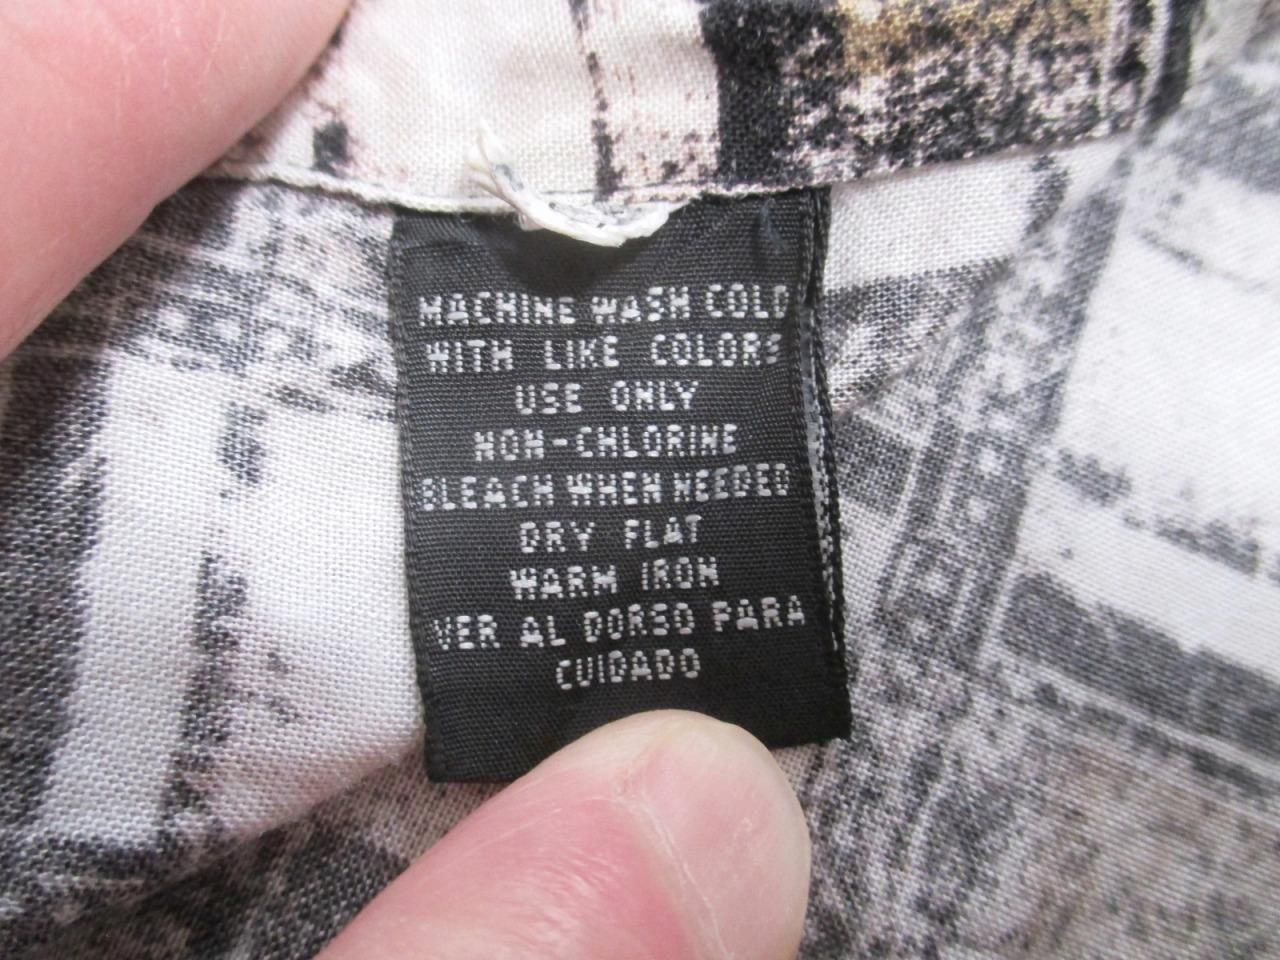 MACHINE WASH COLD
WITH LIKE COLORS
USE ONLY
NON-CHLORINE
BLEACH WHEN NEEDED
DRY FLAT
WARM IRON
VER AL DORSO PARA
CUIDADO